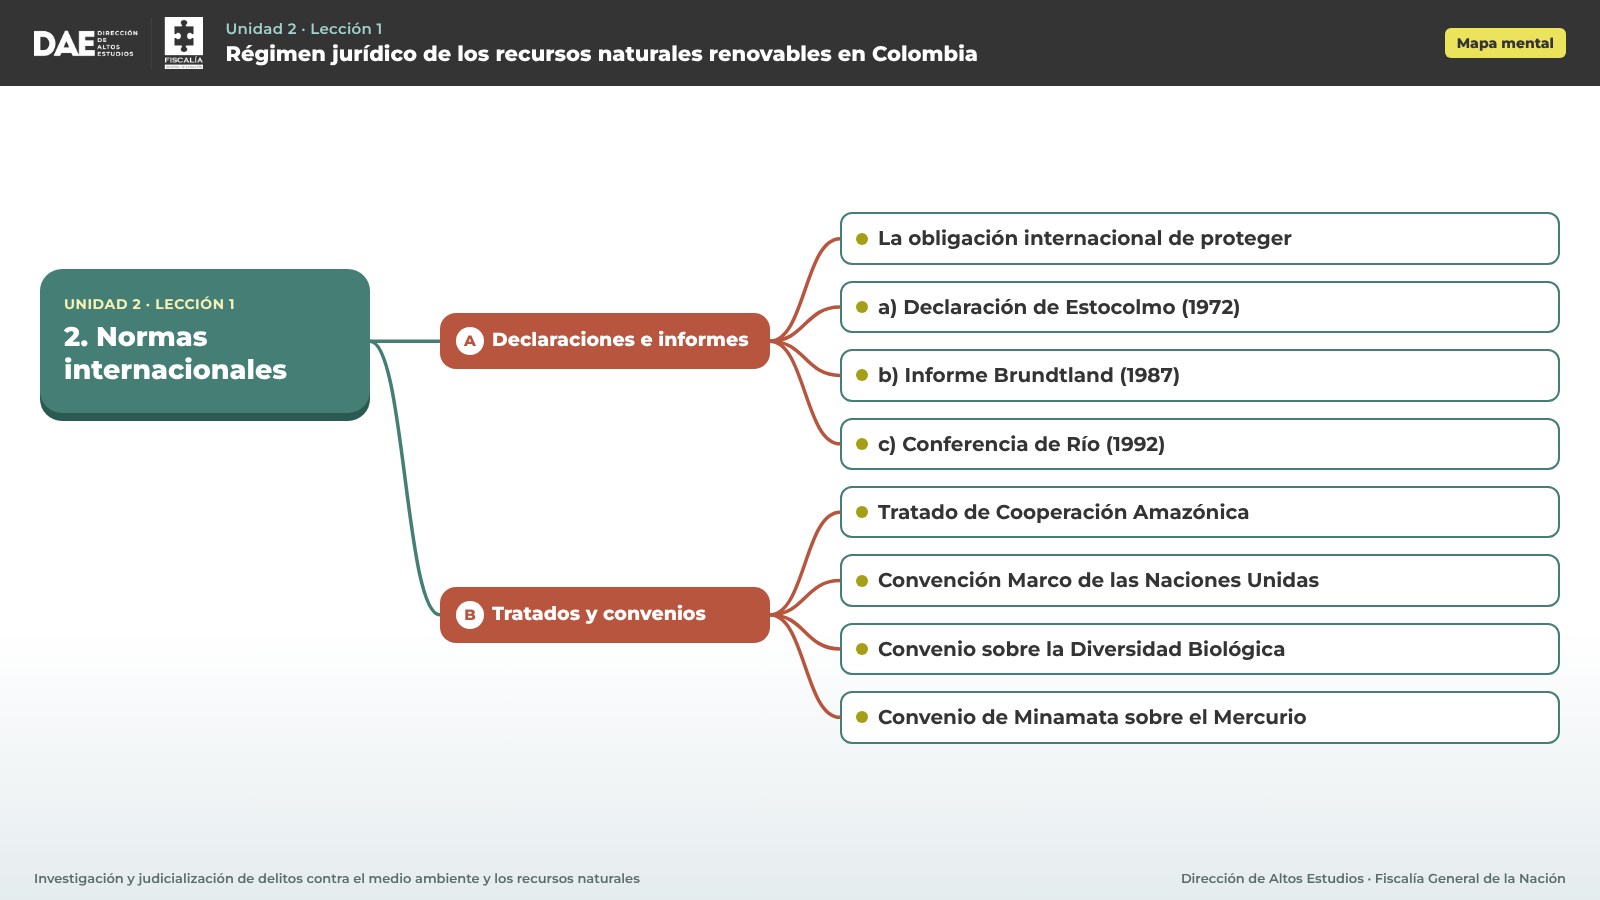 DAE DIRECCIÓN
DE
ALTOS
ESTUDIOS
FISCALÍA
Unidad 2 · Lección 1
Régimen jurídico de los recursos naturales renovables en Colombia
Mapa mental
UNIDAD 2 · LECCIÓN 1
2. Normas
internacionales
A Declaraciones e informes
La obligación internacional de proteger
a) Declaración de Estocolmo (1972)
b) Informe Brundtland (1987)
c) Conferencia de Río (1992)
B Tratados y convenios
Tratado de Cooperación Amazónica
Convención Marco de las Naciones Unidas
Convenio sobre la Diversidad Biológica
Convenio de Minamata sobre el Mercurio
Investigación y judicialización de delitos contra el medio ambiente y los recursos naturales
Dirección de Altos Estudios · Fiscalía General de la Nación